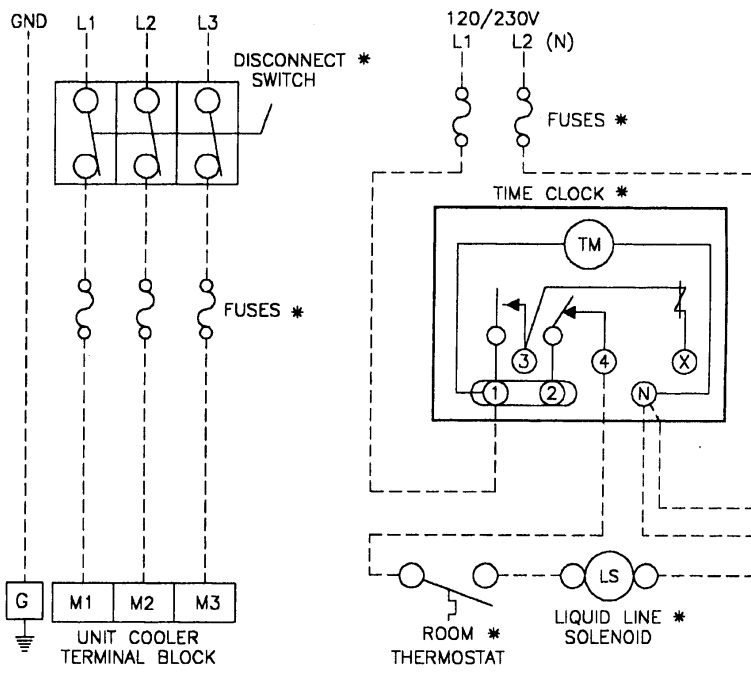 GND L1 L2 L3
DISCONNECT *
SWITCH
FUSES *
G M1 M2 M3
UNIT COOLER
TERMINAL BLOCK
120/230V
L1 L2 (N)
FUSES *
TIME CLOCK *
TM
3 4 X
1 2 N
LS
ROOM *
THERMOSTAT
LIQUID LINE *
SOLENOID